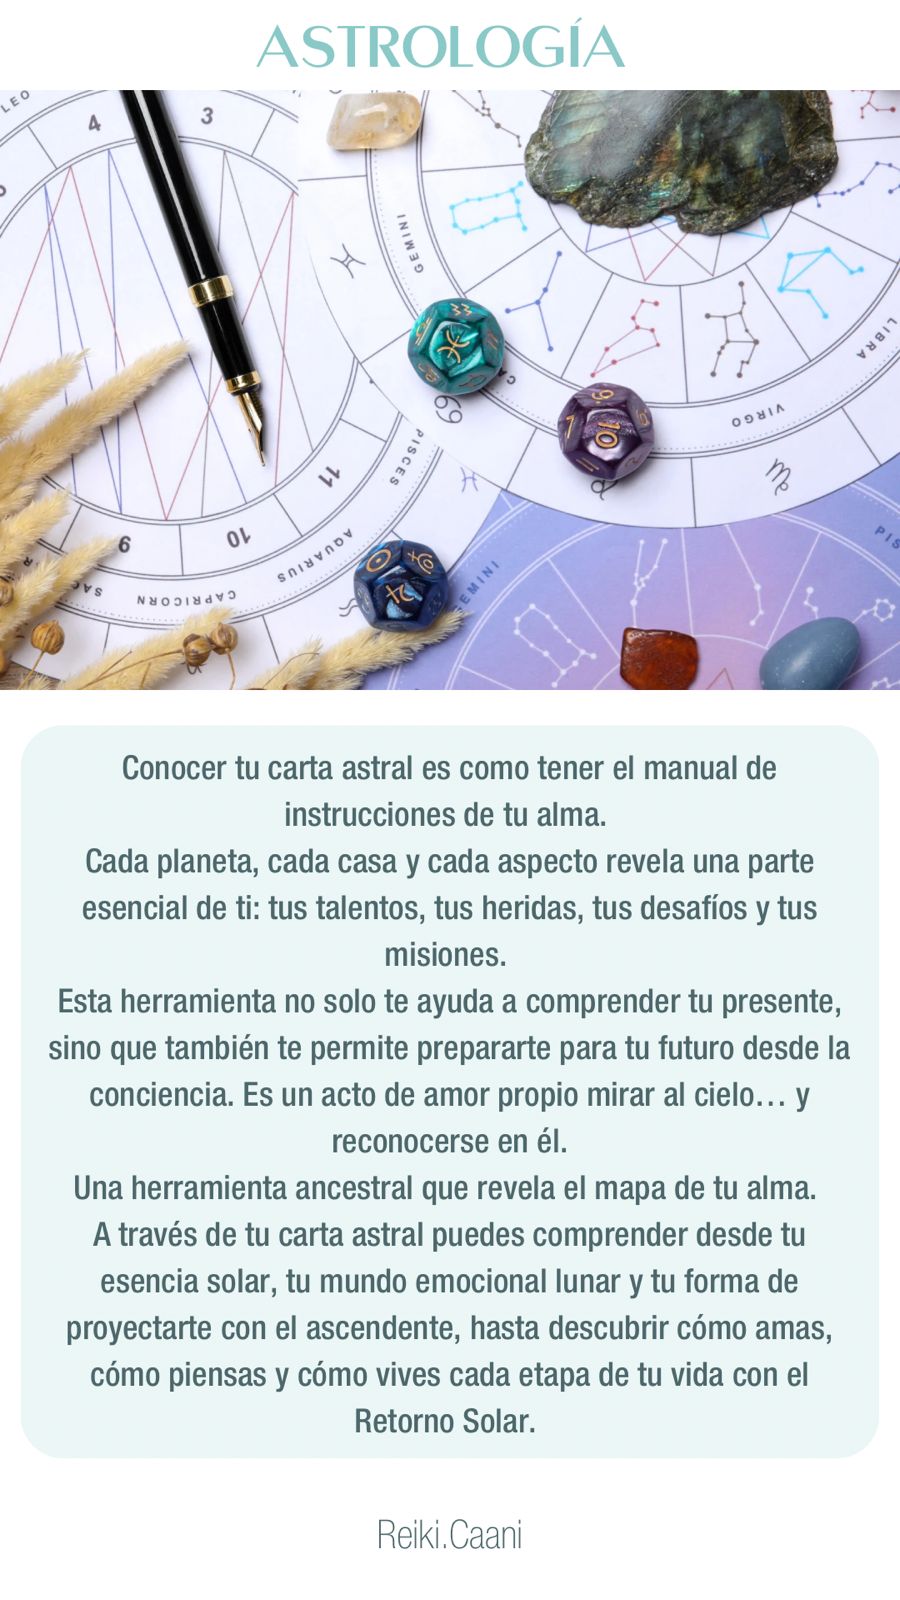 ASTROLOGÍA
LEO
4
3
GEMINI
LIBRA
VIRGO
69
PISCES
11
10
9
AQUARIUS
CAPRICORN
9
10
7
GEMINI
PIS
Conocer tu carta astral es como tener el manual de
instrucciones de tu alma.
Cada planeta, cada casa y cada aspecto revela una parte
esencial de ti: tus talentos, tus heridas, tus desafíos y tus
misiones.
Esta herramienta no solo te ayuda a comprender tu presente,
sino que también te permite prepararte para tu futuro desde la
conciencia. Es un acto de amor propio mirar al cielo… y
reconocerse en él.
Una herramienta ancestral que revela el mapa de tu alma.
A través de tu carta astral puedes comprender desde tu
esencia solar, tu mundo emocional lunar y tu forma de
proyectarte con el ascendente, hasta descubrir cómo amas,
cómo piensas y cómo vives cada etapa de tu vida con el
Retorno Solar.
Reiki.Caani